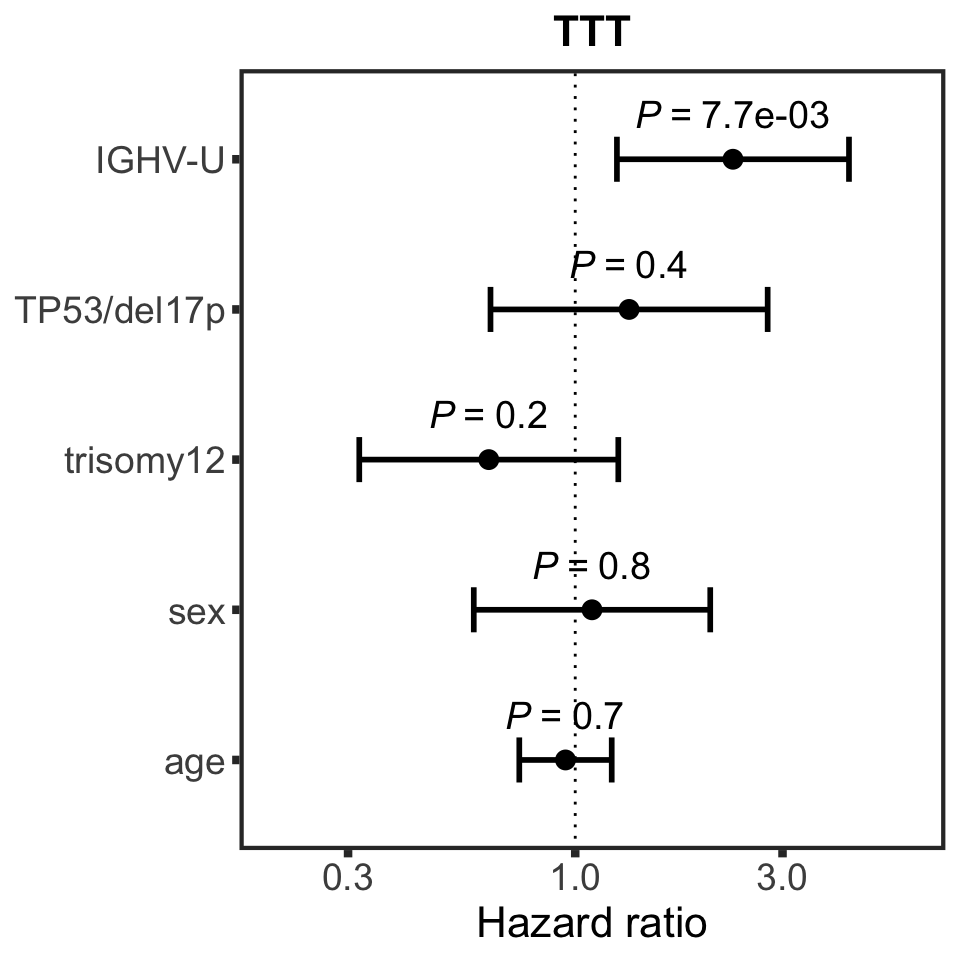 TTT
P = 7.7e-03
IGHV-U
P = 0.4
TP53/del17p
P = 0.2
trisomy12
P = 0.8
sex
P = 0.7
age
0.3 1.0 3.0
Hazard ratio